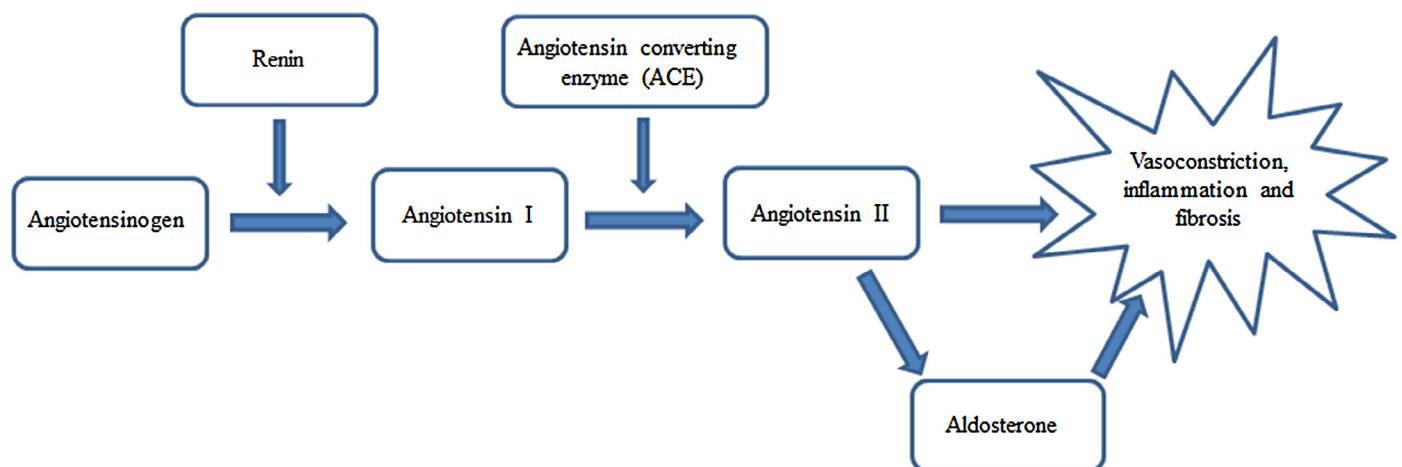 Renin
Angiotensin converting
enzyme (ACE)
Angiotensinogen
Angiotensin I
Angiotensin II
Vasoconstriction,
inflammation and
fibrosis
Aldosterone